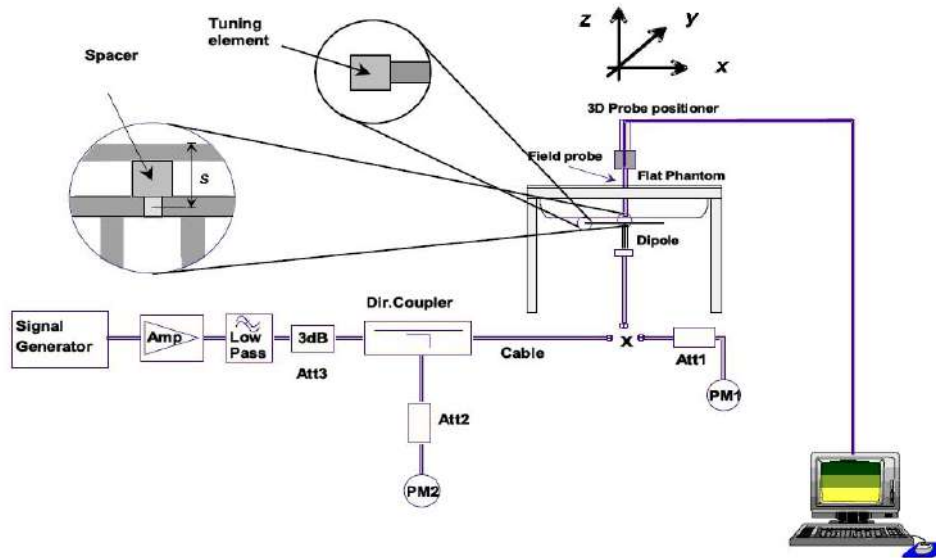 Tuning
element
Spacer
s
z
y
x
3D Probe positioner
Field probe
Flat Phantom
Dipole
Dir.Coupler
Signal
Generator
Amp
Low
Pass
3dB
Att3
Cable
x
Att1
PM1
Att2
PM2